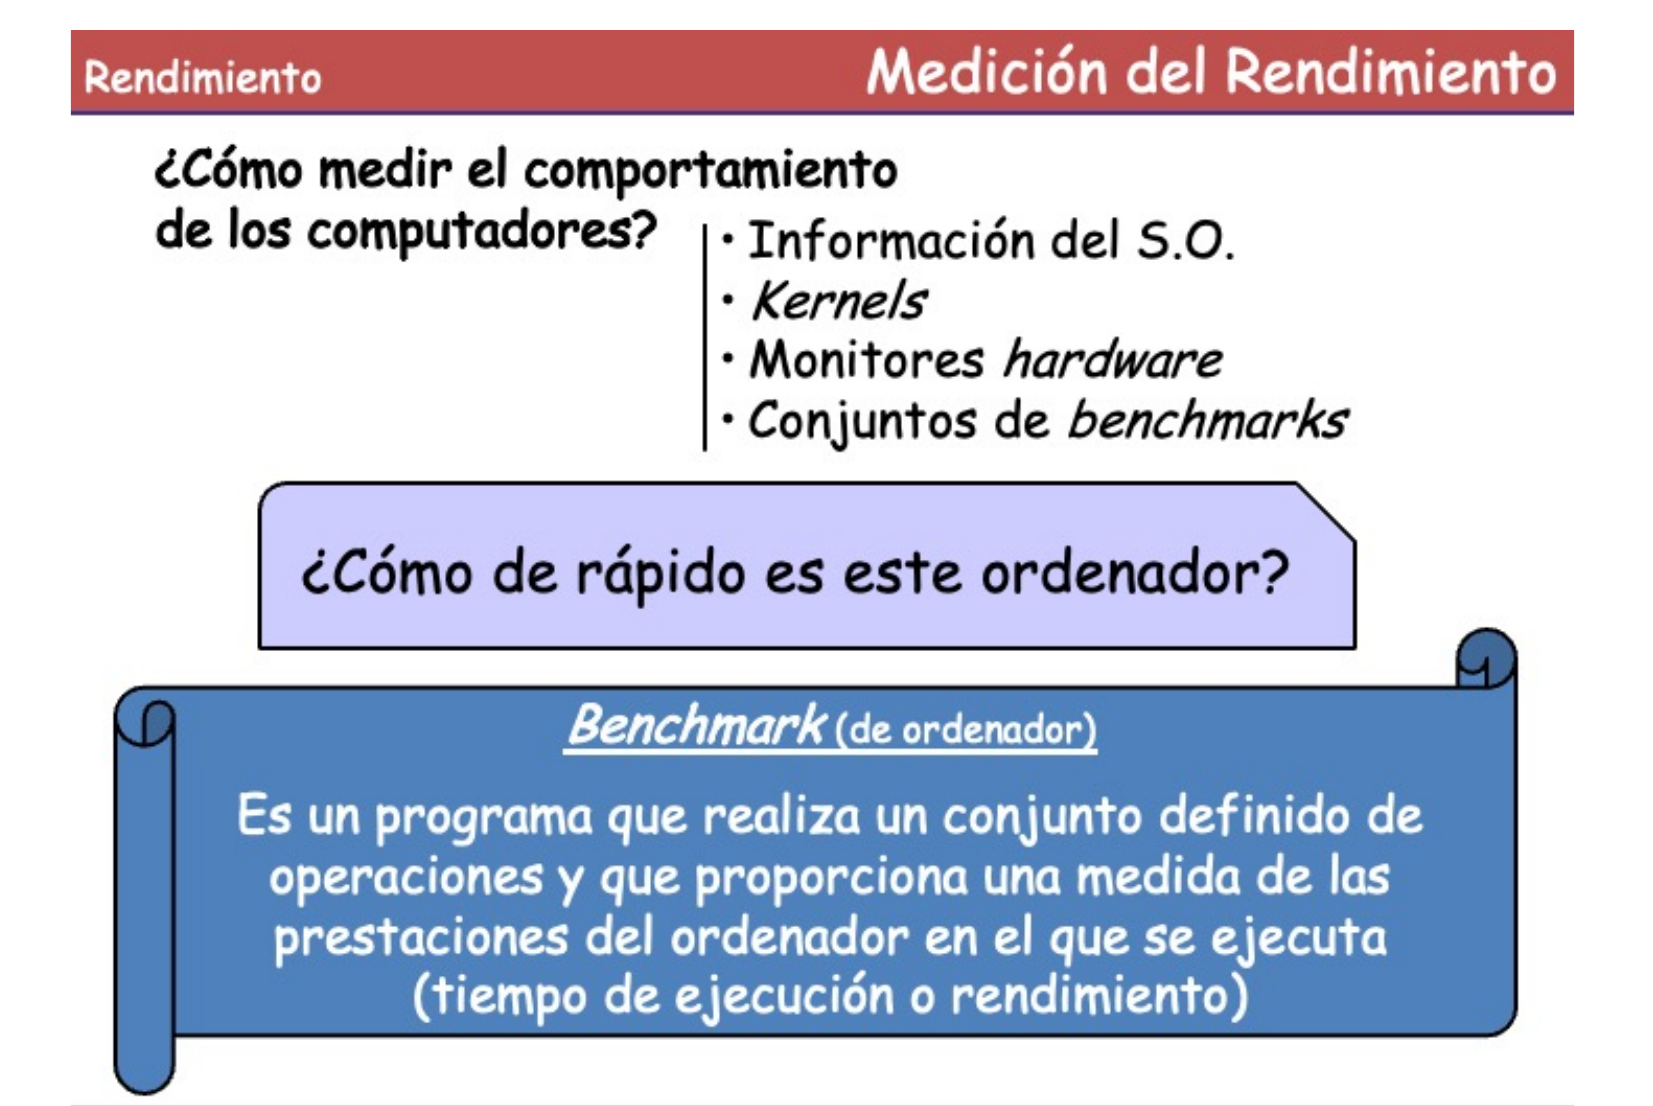 Rendimiento
Medición del Rendimiento
¿Cómo medir el comportamiento
de los computadores?
• Información del S.O.
• Kernels
• Monitores hardware
• Conjuntos de benchmarks
¿Cómo de rápido es este ordenador?
Benchmark (de ordenador)
Es un programa que realiza un conjunto definido de
operaciones y que proporciona una medida de las
prestaciones del ordenador en el que se ejecuta
(tiempo de ejecución o rendimiento)